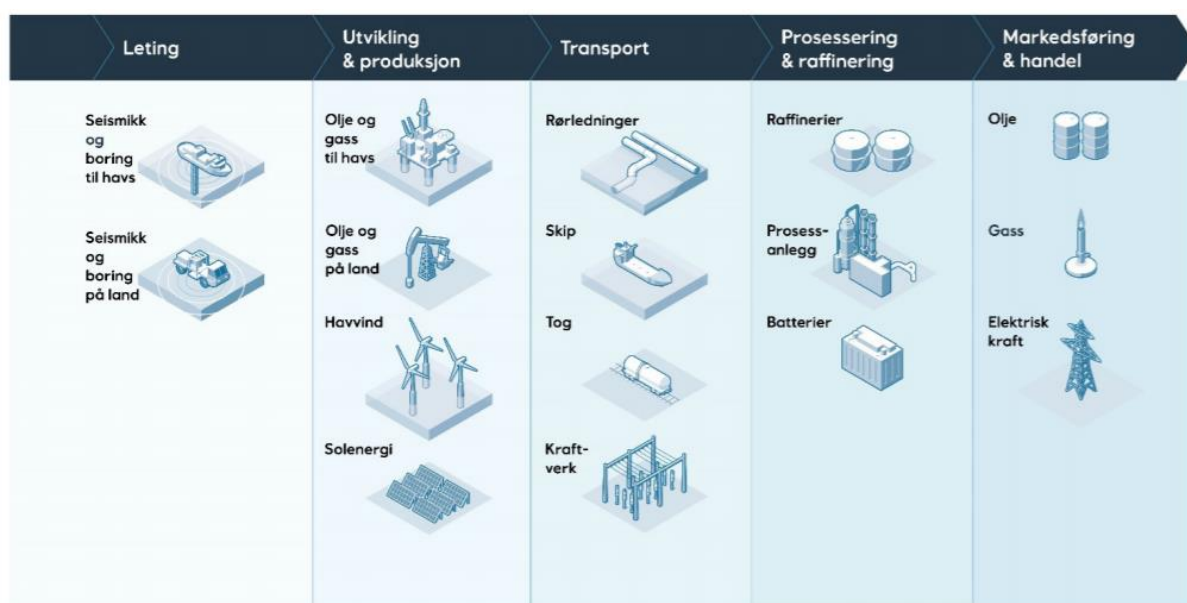 Leting
Utvikling
& produksjon
Transport
Prosessering
& raffinering
Markedsføring
& handel
Seismikk
og
boring
til havs
Seismikk
og
boring
på land
Olje og
gass
til havs
Olje og
gass
på land
Havvind
Solenergi
Rørledninger
Skip
Tog
Kraft-
verk
Raffinerier
Prosess-
anlegg
Batterier
Olje
Gass
Elektrisk
kraft